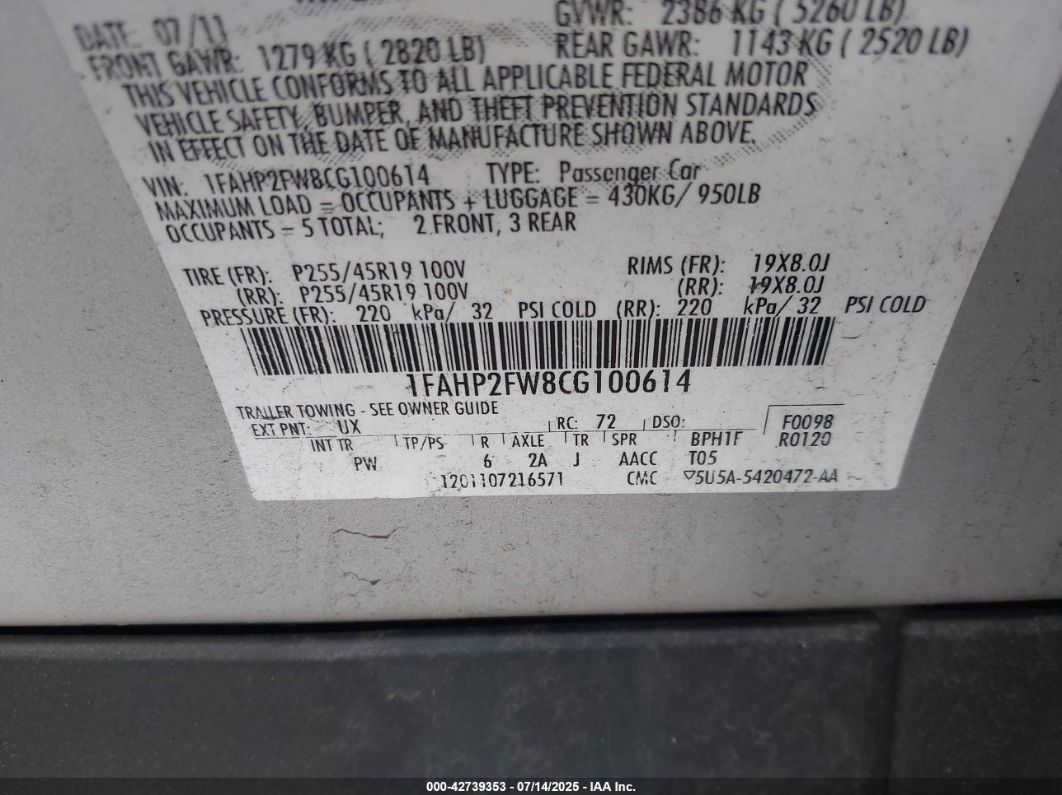 GVWR: 2386 KG ( 5260 LB)
DATE: 07/11
FRONT GAWR: 1279 KG ( 2820 LB) REAR GAWR: 1143 KG ( 2520 LB)
THIS VEHICLE CONFORMS TO ALL APPLICABLE FEDERAL MOTOR
VEHICLE SAFETY, BUMPER, AND THEFT PREVENTION STANDARDS
IN EFFECT ON THE DATE OF MANUFACTURE SHOWN ABOVE.
VIN: 1FAHP2FW8CG100614 TYPE: Passenger Car
MAXIMUM LOAD = OCCUPANTS + LUGGAGE = 430KG/ 950LB
OCCUPANTS = 5 TOTAL; 2 FRONT, 3 REAR
TIRE (FR): P255/45R19 100V RIMS (FR): 19X8.0J
(RR): P255/45R19 100V (RR): 19X8.0J
PRESSURE (FR): 220 kPa/ 32 PSI COLD (RR): 220 kPa/ 32 PSI COLD
1FAHP2FW8CG100614
TRAILER TOWING - SEE OWNER GUIDE
EXT PNT: UX RC: 72 DSO: F0098
INT TR TP/PS R AXLE TR SPR BPH1F R0120
PW 6 2A J AACC T05
1201107216571 CMC ▽5U5A-5420472-AA
000-42739353 - 07/14/2025 - IAA Inc.